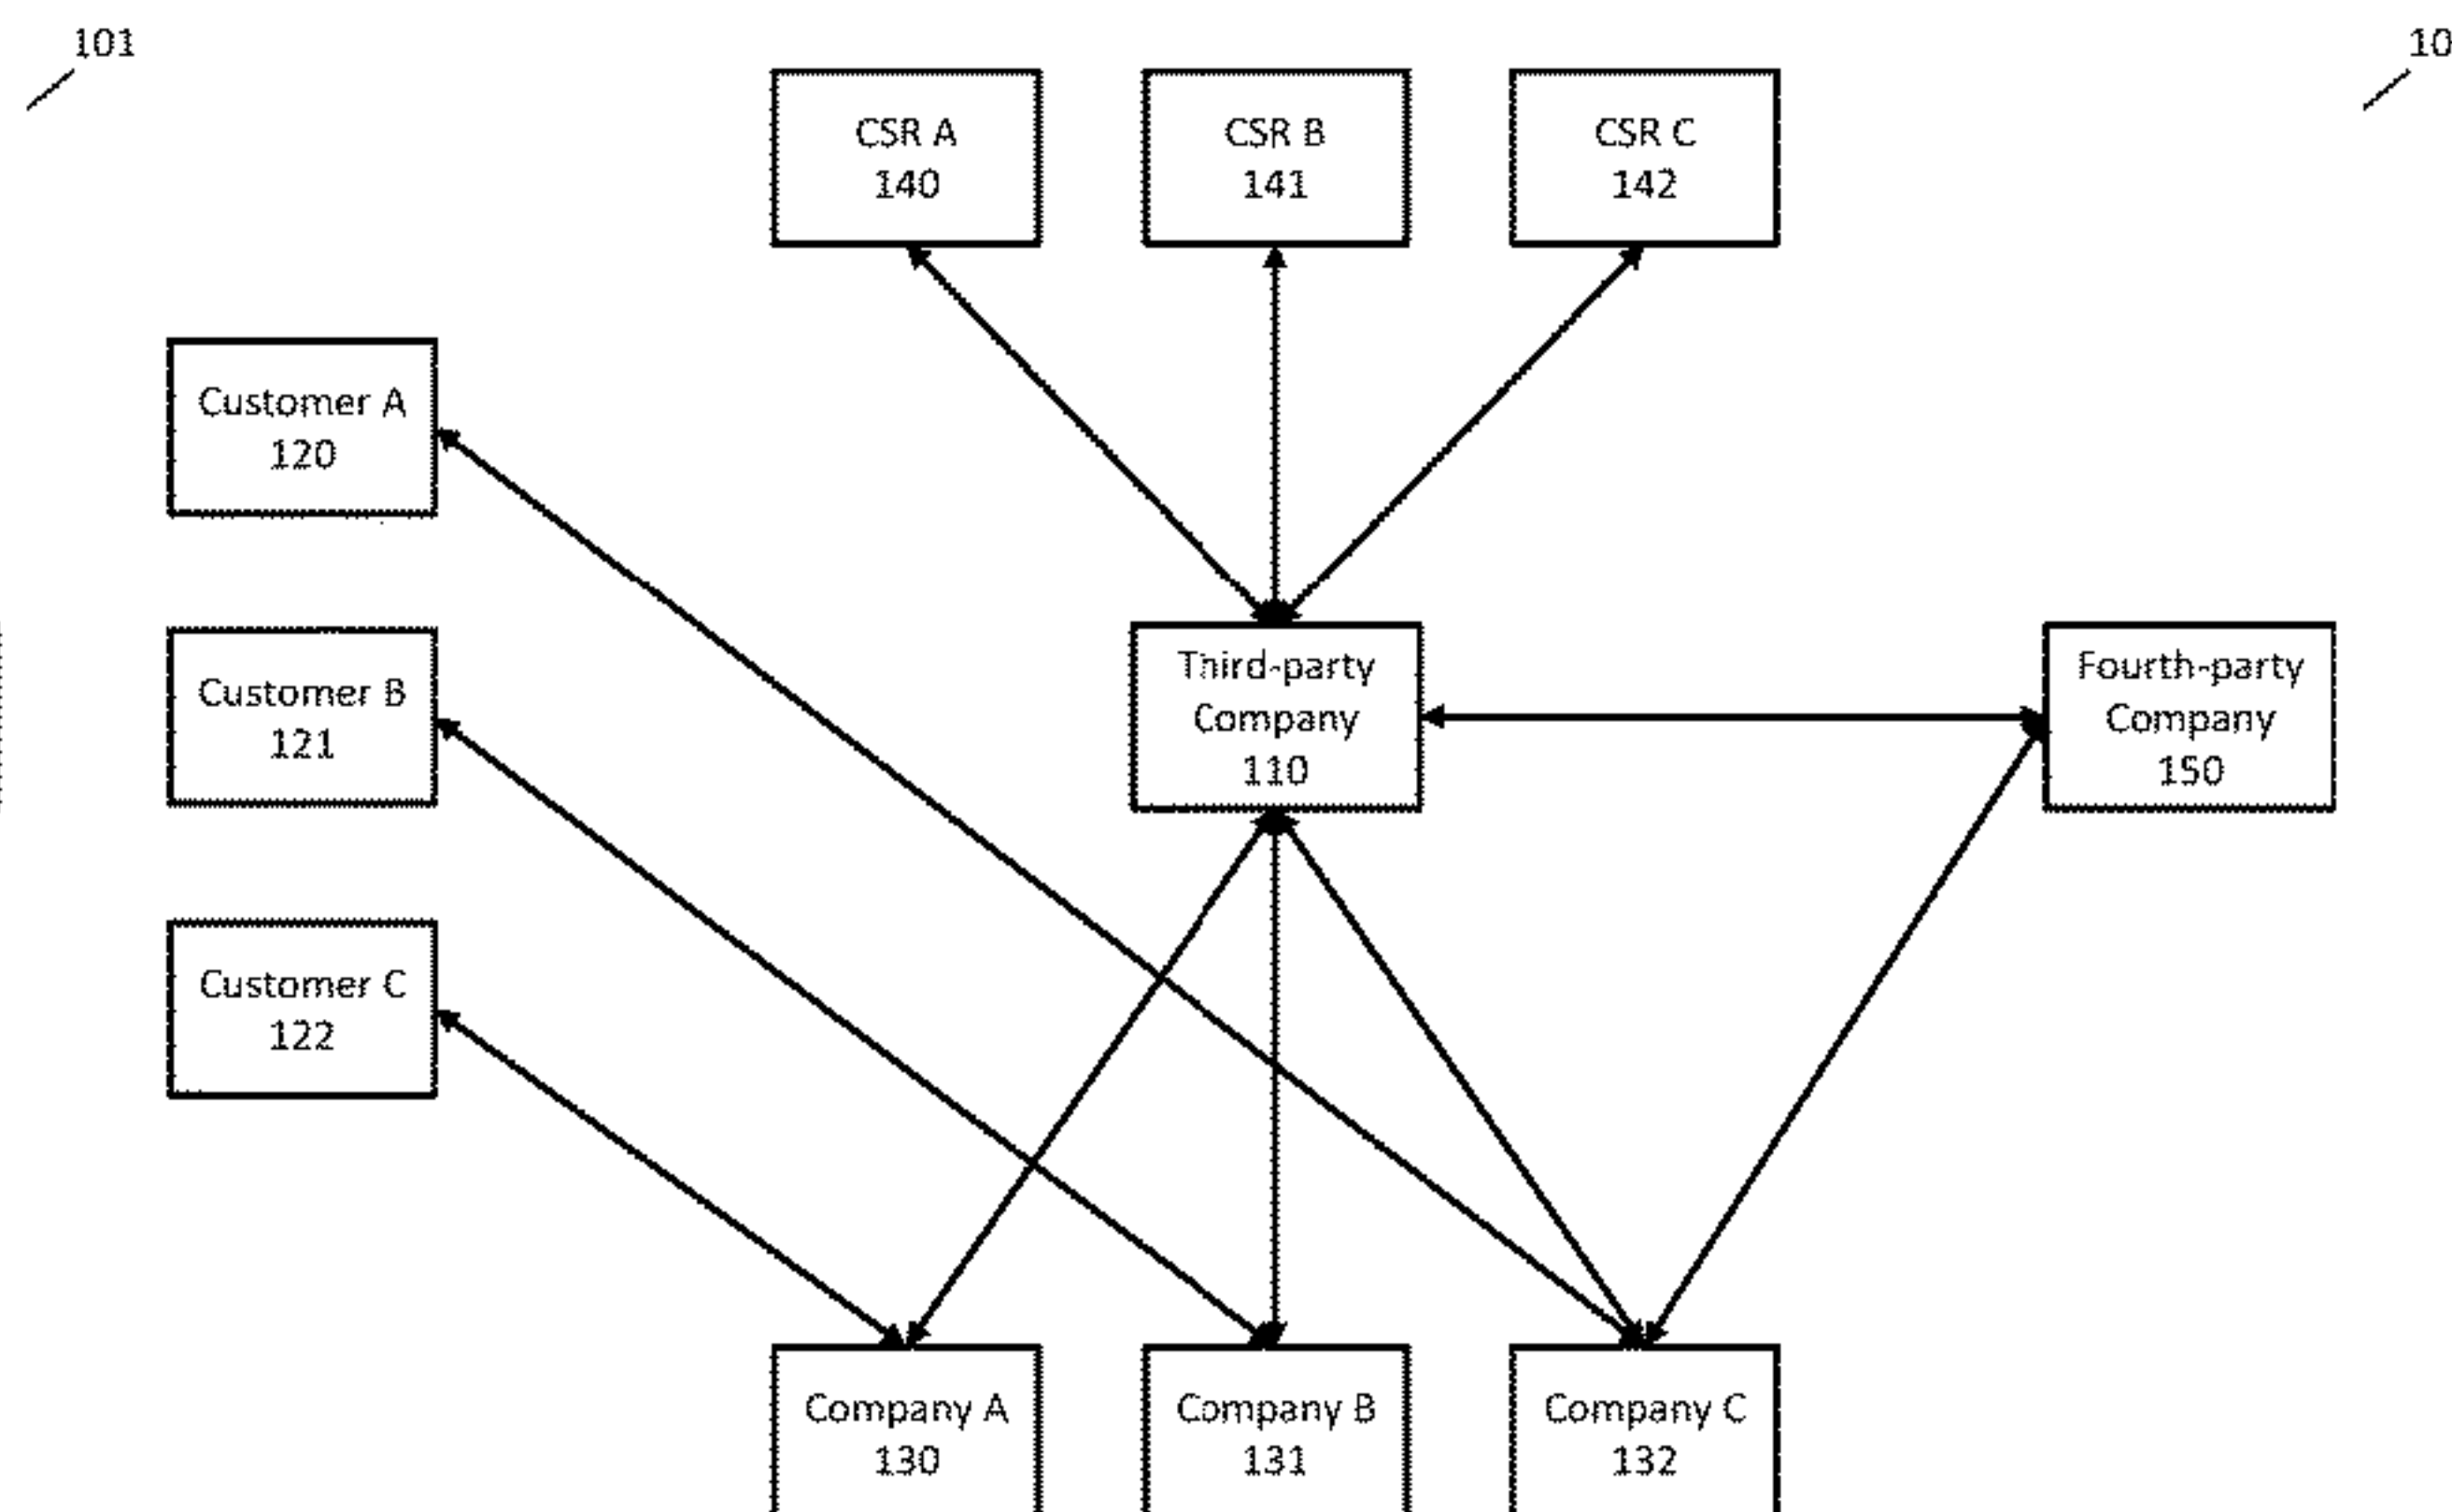 101
10
CSR A
140
CSR B
141
CSR C
142
Customer A
120
Customer B
121
Third-party
Company
110
Fourth-party
Company
150
Customer C
122
Company A
130
Company B
131
Company C
132